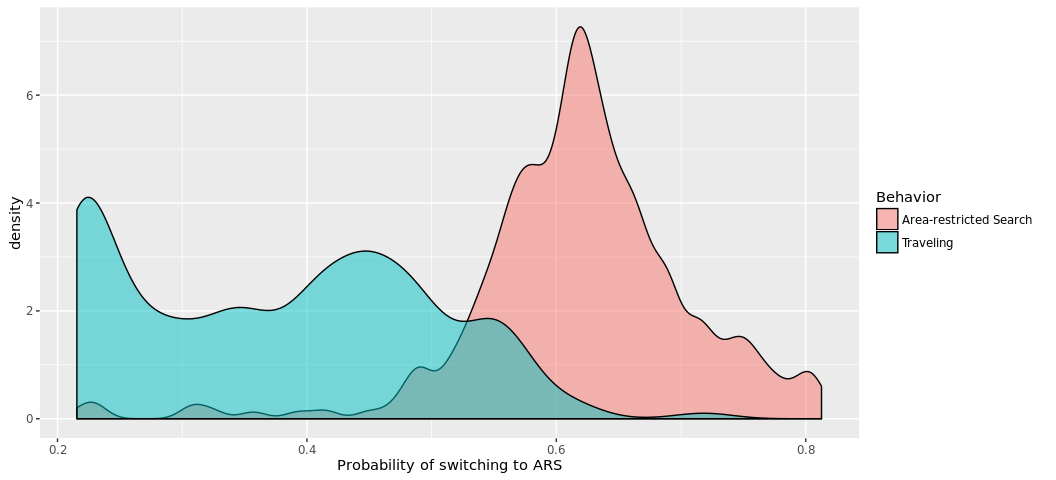 density
6
4
2
0
0.2
0.4
0.6
0.8
Probability of switching to ARS
Behavior
Area-restricted Search
Traveling